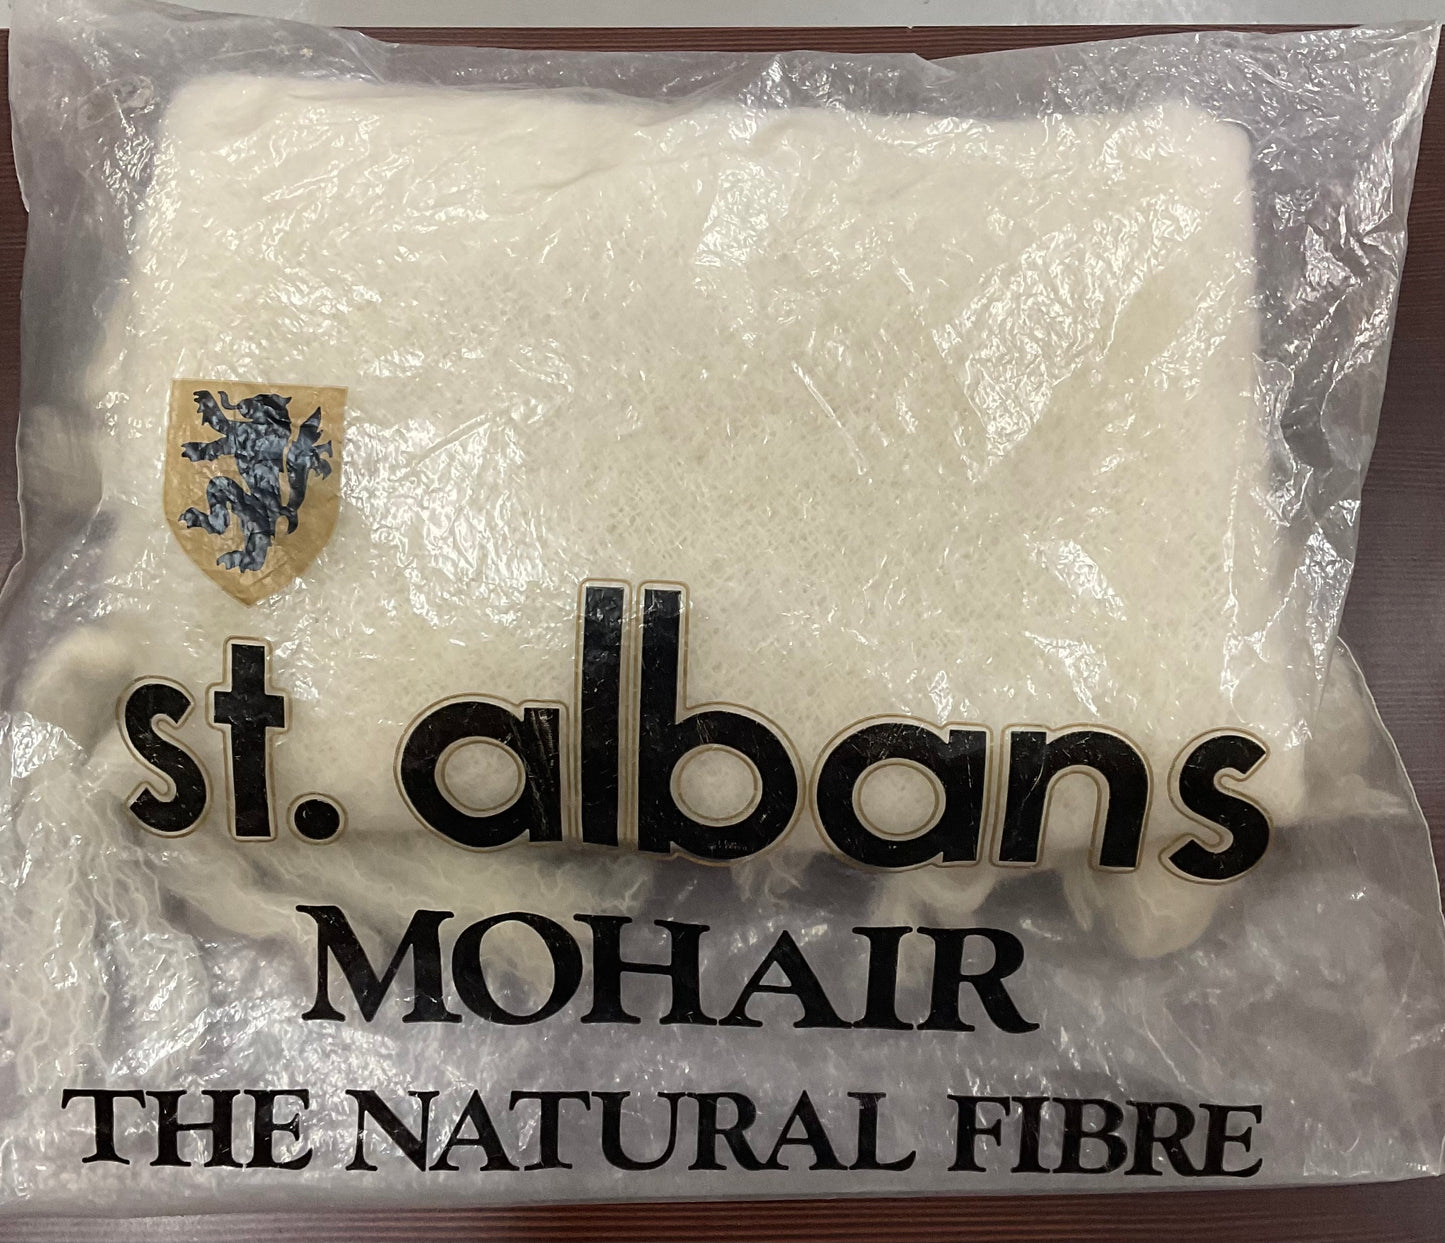 st. albans
MOHAIR
THE NATURAL FIBRE